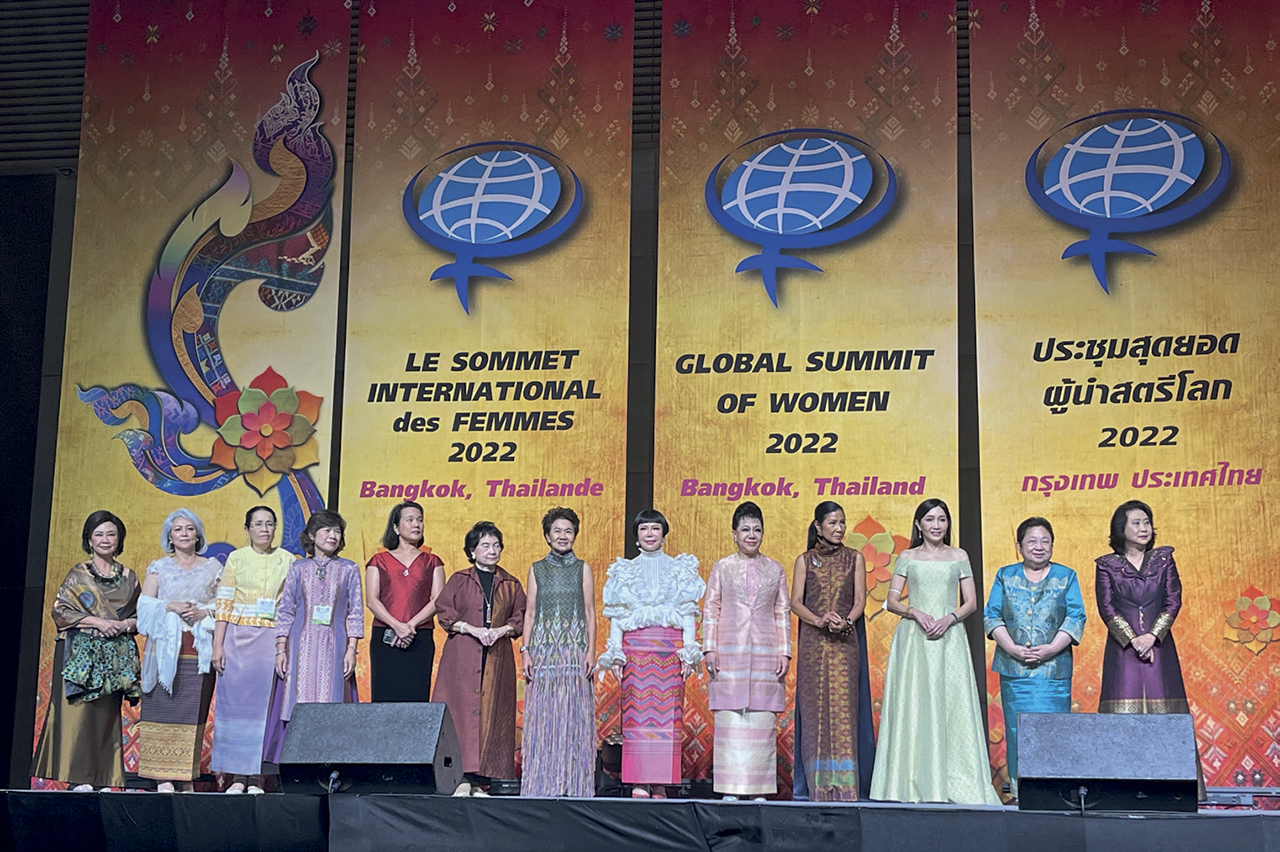 LE SOMMET
INTERNATIONAL
des FEMMES
2022
Bangkok, Thailande
GLOBAL SUMMIT
OF WOMEN
2022
Bangkok, Thailand
ประชุมสุดยอด
ผู้นำสตรีโลก
2022
กรุงเทพ ประเทศไทย